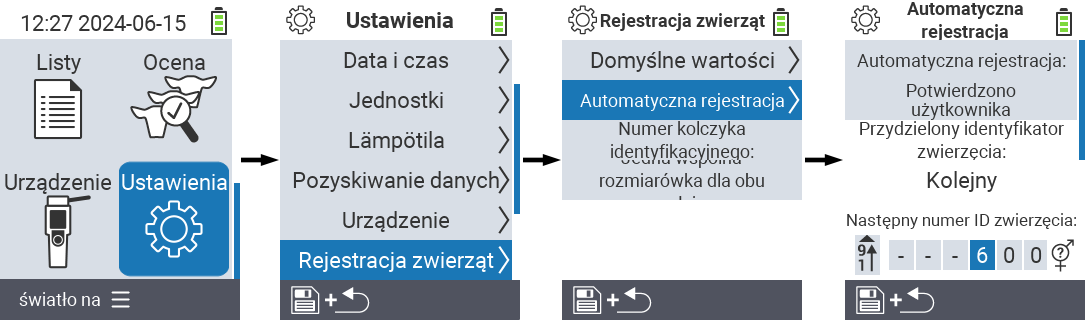 12:27 2024-06-15
Listy
Ocena
Urządzenie
Ustawienia
światło na
Ustawienia
Data i czas
Jednostki
Lämpötila
Pozyskiwanie danych
Urządzenie
Rejestracja zwierząt
+
Rejestracja zwierząt
Domyślne wartości
Automatyczna rejestracja
Numer kolczyka
identyfikacyjnego:
rozmiarówka dla obu
+
Automatyczna
rejestracja
Automatyczna rejestracja:
Potwierdzono
użytkownika
Przydzielony identyfikator
zwierzęcia:
Kolejny
Następny numer ID zwierzęcia:
9
1
- - - 6 0 0
?
+